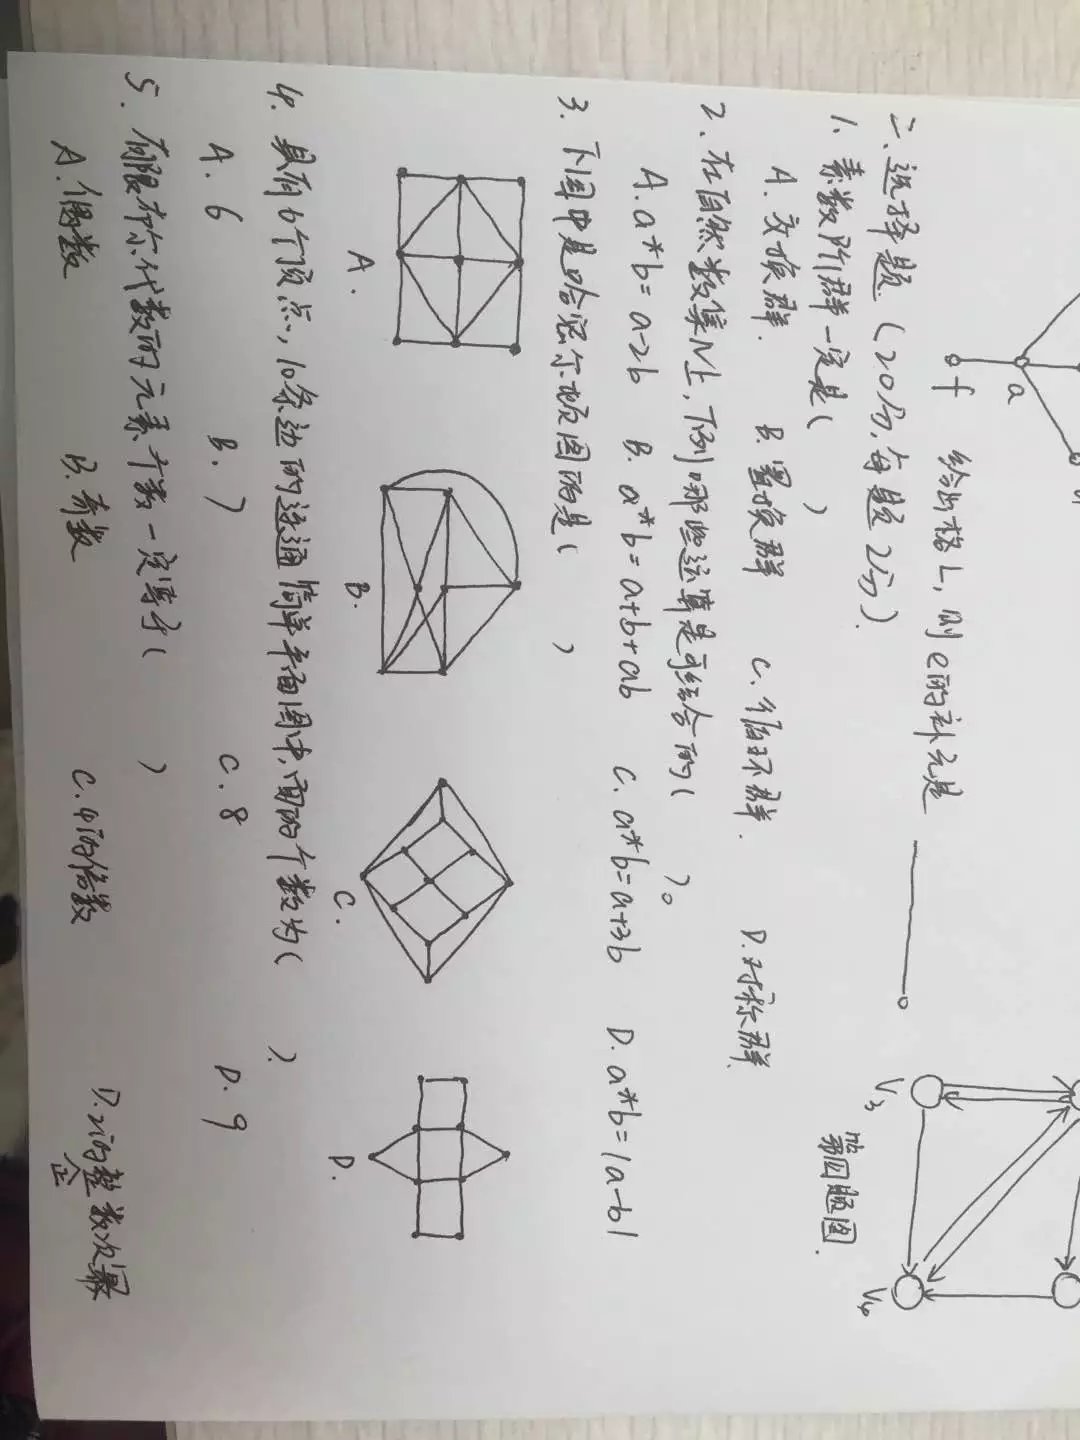 a
f 给出格L,则e的补元是
V3 V4
第四题图.
二、选择题.(20分,每题2分).
1、素数阶群一定是( )
A. 交换群. B. 置换群 C. 循环群. D. 对称群.
2、在自然数集N上,下列哪些运算是可结合的( )。
A. a*b=a-2b B. a*b=a+b+ab C. a*b=a+3b D. a*b=|a-b|
3. 下图中是哈密尔顿图的是( )
A. B. C. D.
4. 具有6个顶点,10条边的连通简单平面图中,面的个数为( ).
A. 6 B. 7 C. 8 D. 9
5. 有限布尔代数的元素个数一定等于( )
A. 偶数 B. 奇数 C. 4的倍数 D. 2的整数次幂
正